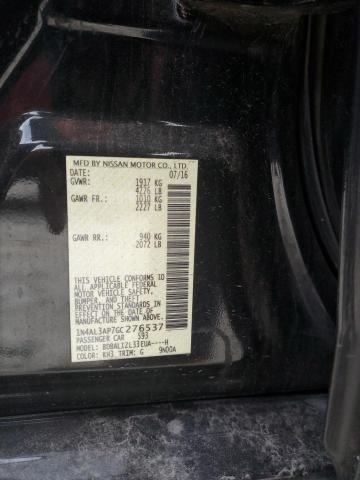 MFD BY NISSAN MOTOR CO., LTD.
DATE: 07/16
GVWR: 1917 KG
4226 LB
GAWR FR.: 1010 KG
2227 LB
GAWR RR.: 940 KG
2072 LB
THIS VEHICLE CONFORMS TO
ALL APPLICABLE FEDERAL
MOTOR VEHICLE SAFETY,
BUMPER, AND THEFT
PREVENTION STANDARDS IN
EFFECT ON THE DATE OF
MANUFACTURE SHOWN ABOVE.
1N4AL3AP7GC276537
PASSENGER CAR S93
MODEL: BDBALIZL33EUA----H
COLOR: KH3 TRIM: G 9N00A